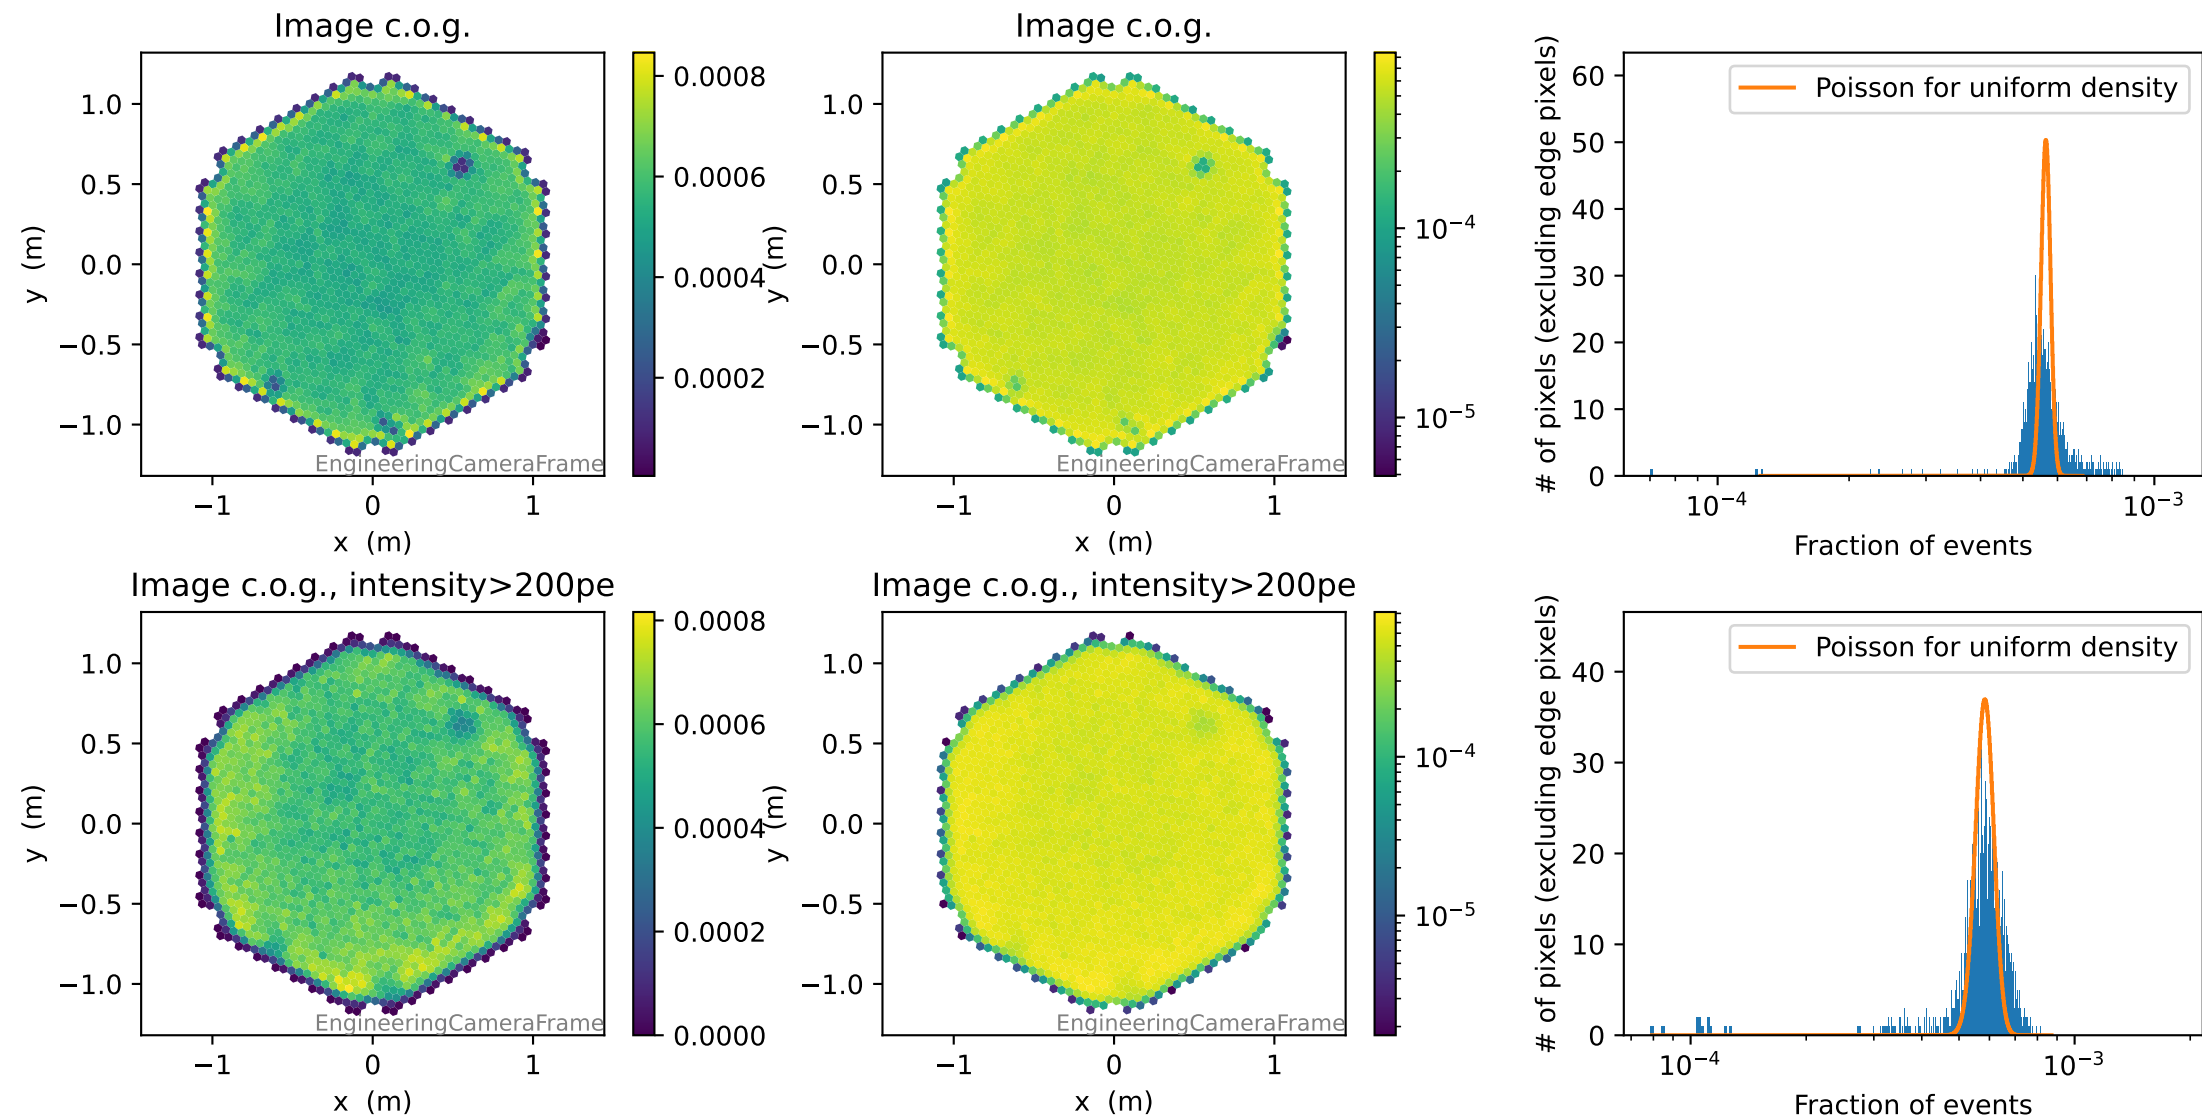 Image c.o.g.
1.0
0.5
0.0
−0.5
−1.0
y (m)
−1
0
1
x (m)
EngineeringCameraFrame
0.0008
0.0006
0.0004
0.0002
Image c.o.g.
1.0
0.5
0.0
−0.5
−1.0
y (m)
−1
0
1
x (m)
EngineeringCameraFrame
10⁻⁴
10⁻⁵
# of pixels (excluding edge pixels)
60
50
40
30
20
10
0
Poisson for uniform density
10⁻⁴
10⁻³
Fraction of events
Image c.o.g., intensity>200pe
1.0
0.5
0.0
−0.5
−1.0
y (m)
−1
0
1
x (m)
EngineeringCameraFrame
0.0008
0.0006
0.0004
0.0002
0.0000
Image c.o.g., intensity>200pe
1.0
0.5
0.0
−0.5
−1.0
y (m)
−1
0
1
x (m)
EngineeringCameraFrame
10⁻⁴
10⁻⁵
# of pixels (excluding edge pixels)
40
30
20
10
0
Poisson for uniform density
10⁻⁴
10⁻³
Fraction of events